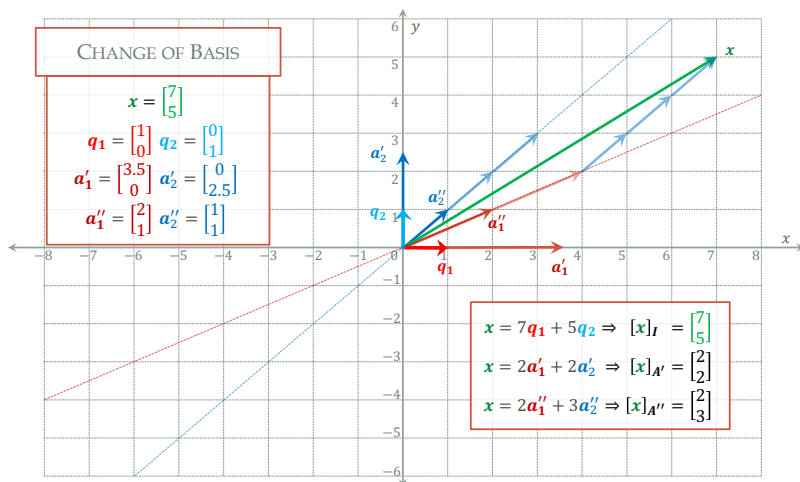 CHANGE OF BASIS
x = [7 5]
q1 = [1 0] q2 = [0 1]
a′1 = [3.5 0] a′2 = [0 2.5]
a″1 = [2 1] a″2 = [1 1]
y
6
5
4
3
2
1
0
−1
−2
−3
−4
−5
−6
x
a′2
a″2
q2
a″1
q1
a′1
x
−8 −7 −6 −5 −4 −3 −2 −1 0 1 2 3 4 5 6 7 8
x = 7q1 + 5q2 ⇒ [x]I = [7 5]
x = 2a′1 + 2a′2 ⇒ [x]A′ = [2 2]
x = 2a″1 + 3a″2 ⇒ [x]A″ = [2 3]